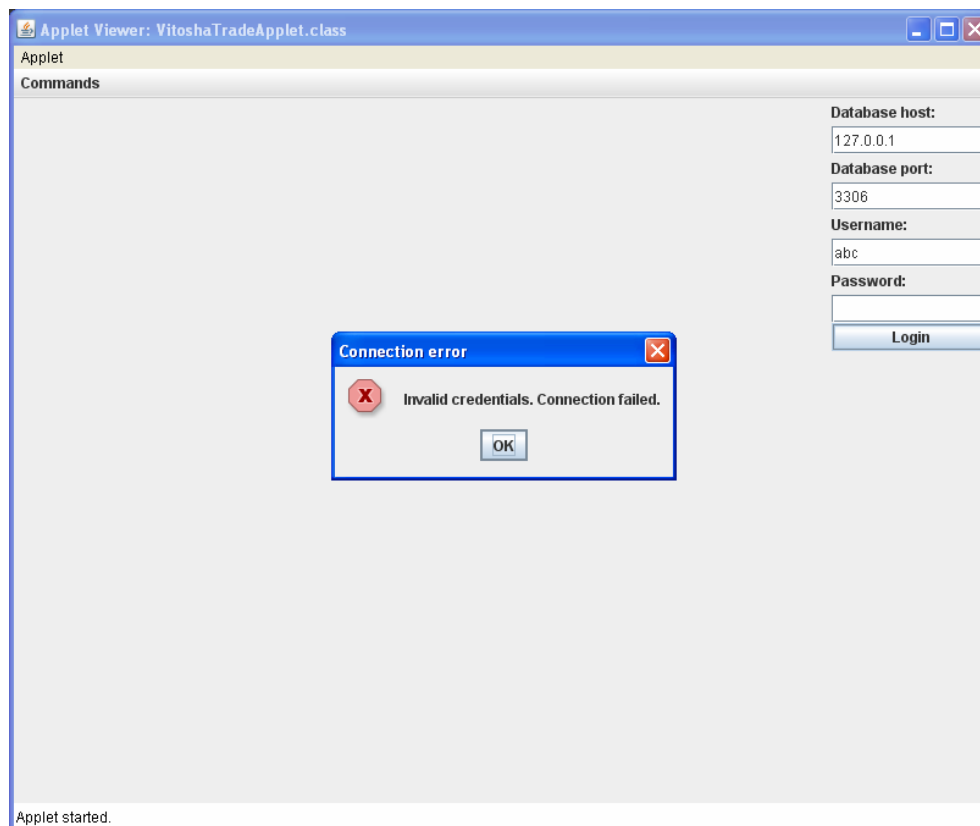 Applet Viewer: VitoshaTradeApplet.class
Applet
Commands
Database host:
127.0.0.1
Database port:
3306
Username:
abc
Password:
Login
Connection error
X
Invalid credentials. Connection failed.
OK
Applet started.